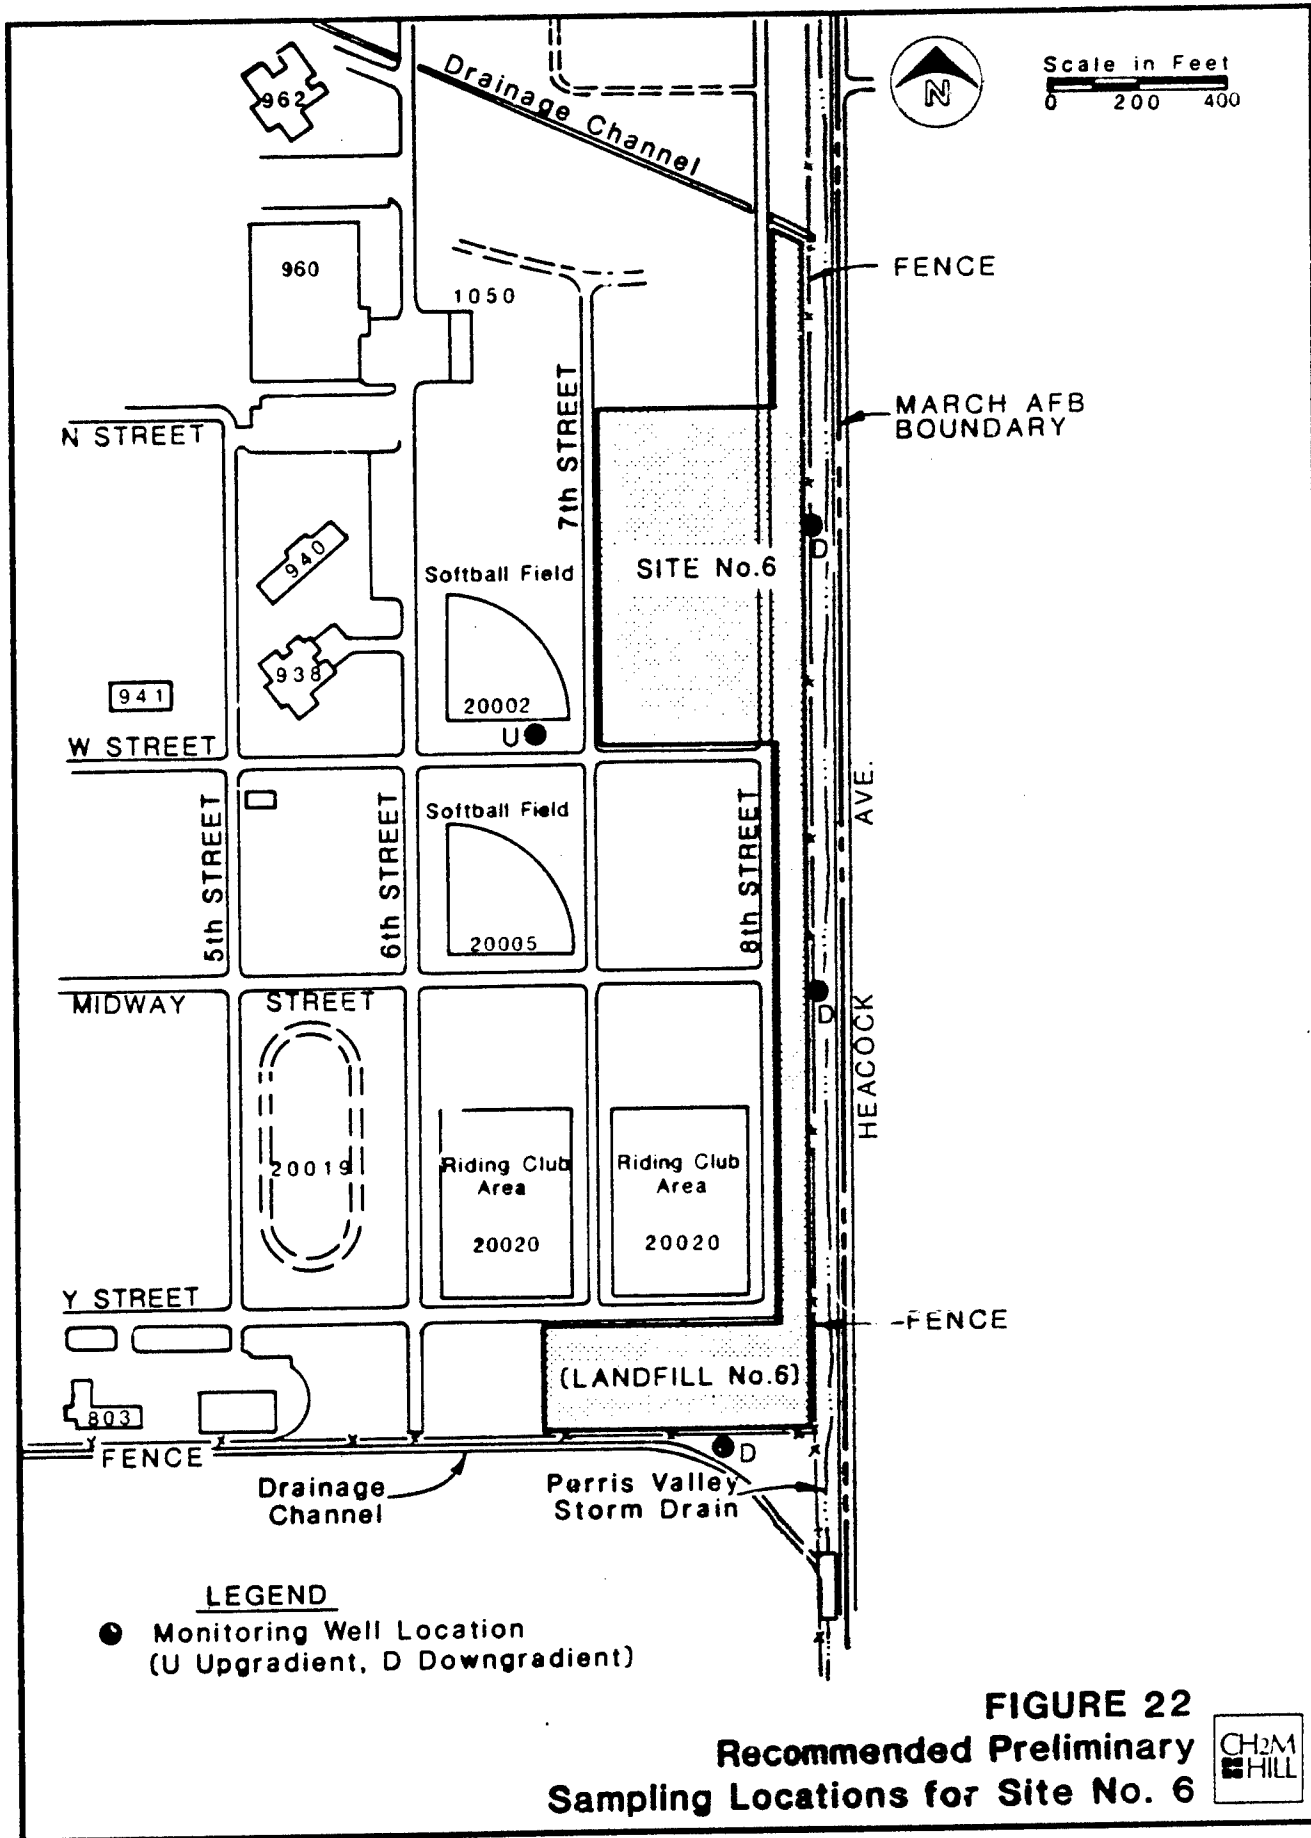 962
Drainage Channel
N
Scale in Feet
0 200 400
960
1050
FENCE
7th STREET
MARCH AFB
BOUNDARY
N STREET
940
Softball Field
SITE No.6
D
938
941
20002
U
W STREET
5th STREET
6th STREET
Softball Field
20005
8th STREET
AVE.
HEACOCK
D
MIDWAY STREET
20019
Riding Club
Area
20020
Riding Club
Area
20020
Y STREET
FENCE
(LANDFILL No.6)
803
FENCE
D
Drainage
Channel
Perris Valley
Storm Drain
LEGEND
Monitoring Well Location
(U Upgradient, D Downgradient)
FIGURE 22
Recommended Preliminary
Sampling Locations for Site No. 6
CH2M
HILL